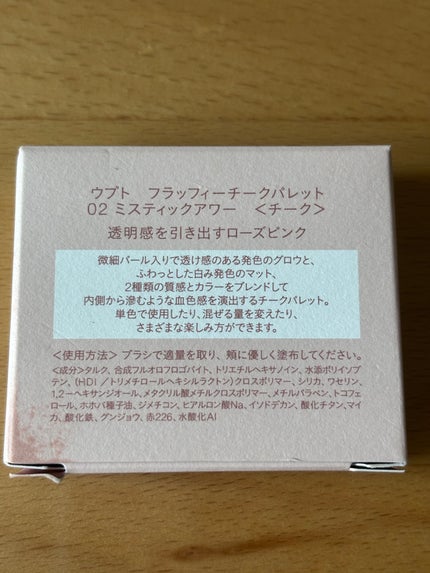 ウプト　フラッフィーチークパレット
02 ミスティックアワー　＜チーク＞
透明感を引き出すローズピンク
微細パール入りで透け感のある発色のグロウと、
ふわっとした白み発色のマット、
2種類の質感とカラーをブレンドして
内側から滲むような血色感を演出するチークパレット。
単色で使用したり、混ぜる量を変えたり、
さまざまな楽しみ方ができます。
＜使用方法＞ブラシで適量を取り、頬に優しく塗布してください。
＜成分＞タルク、合成フルオロフロゴパイト、トリエチルヘキサノイン、水添ポリイソブ
テン、(HDI／トリメチロールヘキシルラクトン)クロスポリマー、シリカ、ワセリン、
1,2－ヘキサンジオール、メタクリル酸メチルクロスポリマー、メチルパラベン、トコフェ
ロール、ホホバ種子油、ジメチコン、ヒアルロン酸Na、イソドデカン、酸化チタン、マイ
カ、酸化鉄、グンジョウ、赤226、水酸化Al